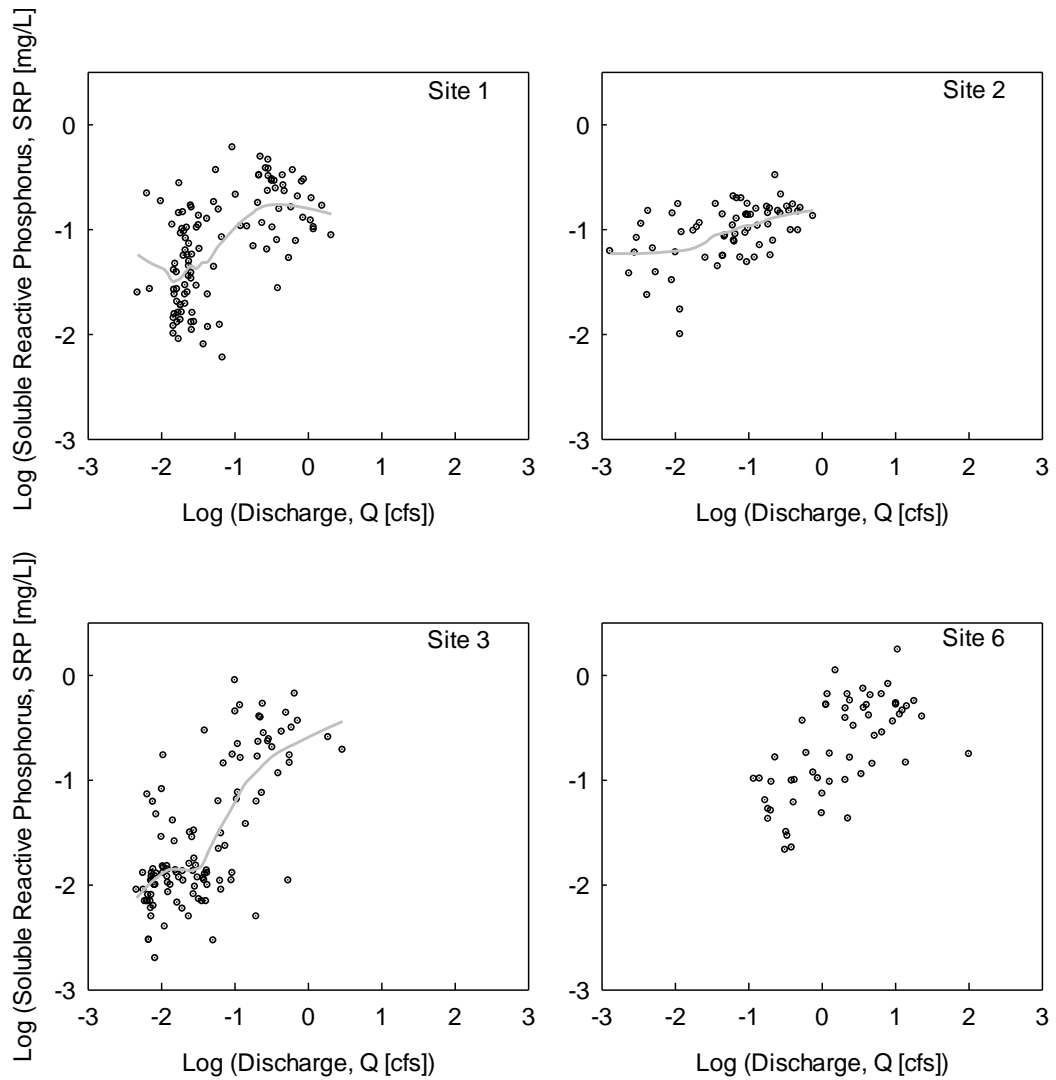 Log (Soluble Reactive Phosphorus, SRP [mg/L]
Site 1
0
-1
-2
-3
-3 -2 -1 0 1 2 3
Log (Discharge, Q [cfs])
Site 2
0
-1
-2
-3
-3 -2 -1 0 1 2 3
Log (Discharge, Q [cfs])
Log (Soluble Reactive Phosphorus, SRP [mg/L])
Site 3
0
-1
-2
-3
-3 -2 -1 0 1 2 3
Log (Discharge, Q [cfs])
Site 6
0
-1
-2
-3
-3 -2 -1 0 1 2 3
Log (Discharge, Q [cfs])